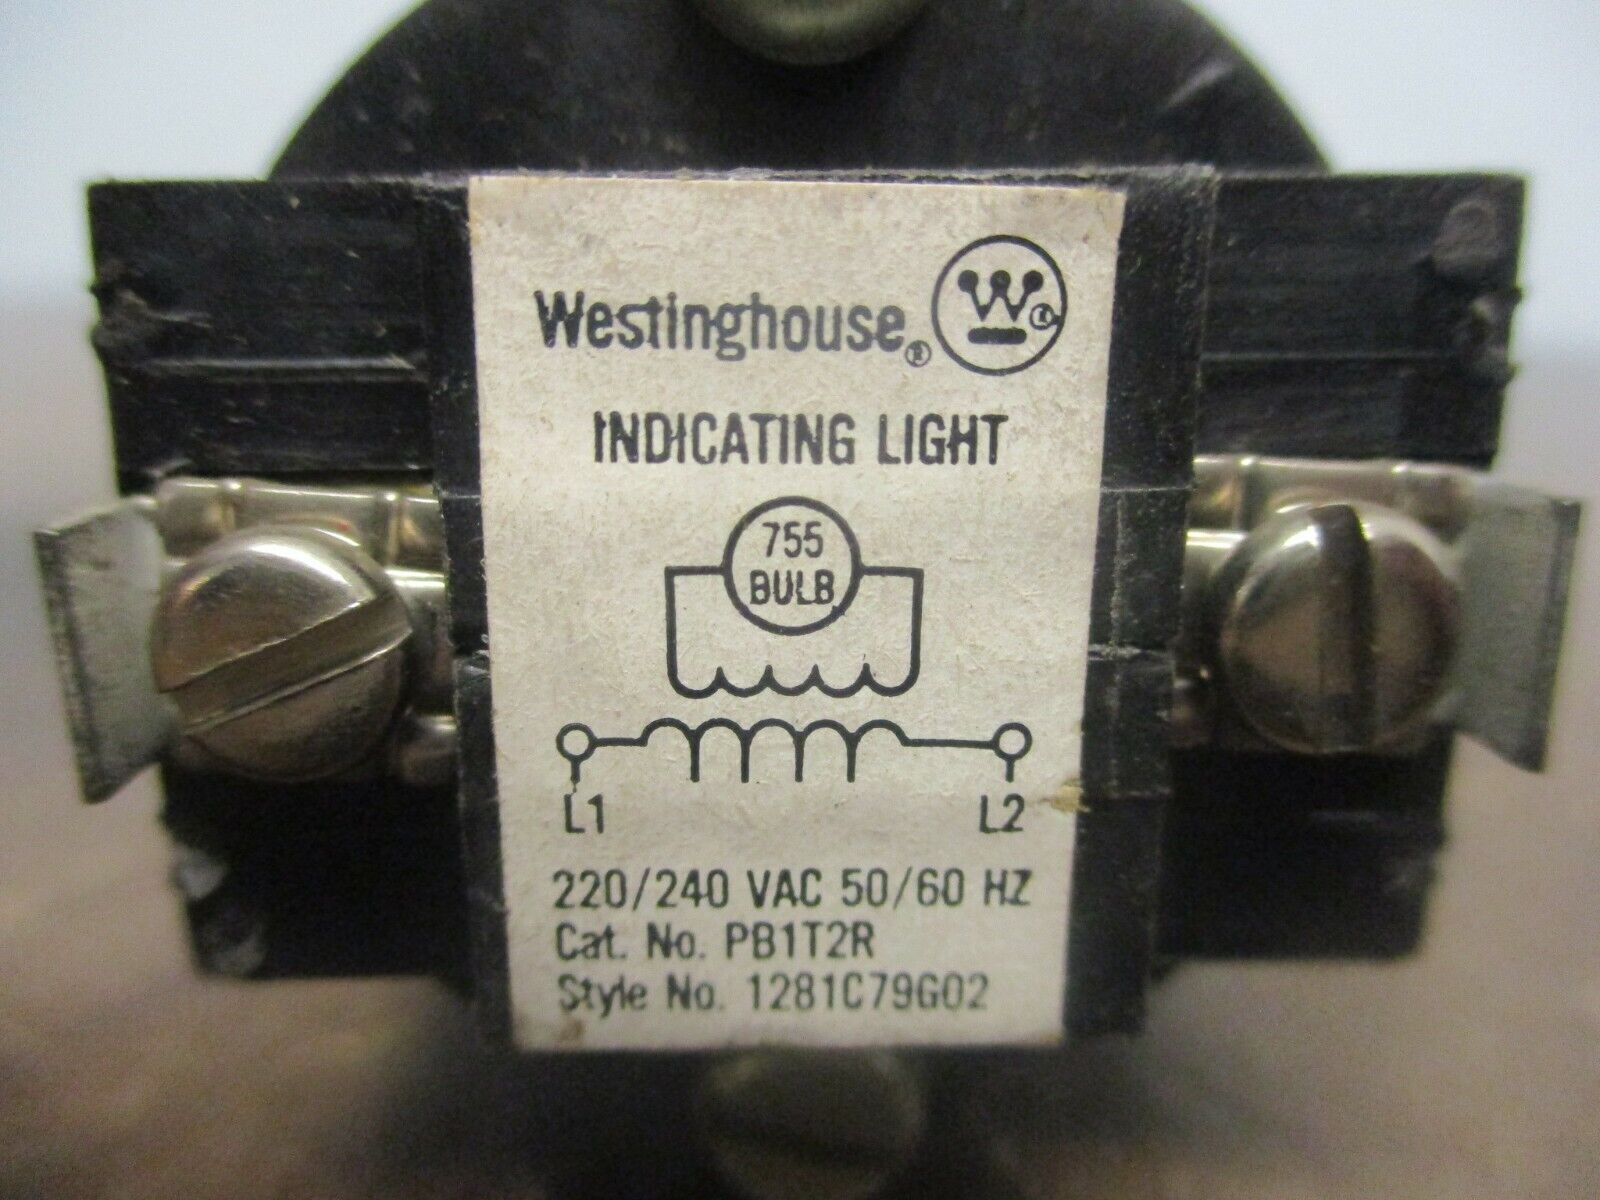 Westinghouse®
INDICATING LIGHT
755
BULB
L1 L2
220/240 VAC 50/60 HZ
Cat. No. PB1T2R
Style No. 1281C79G02